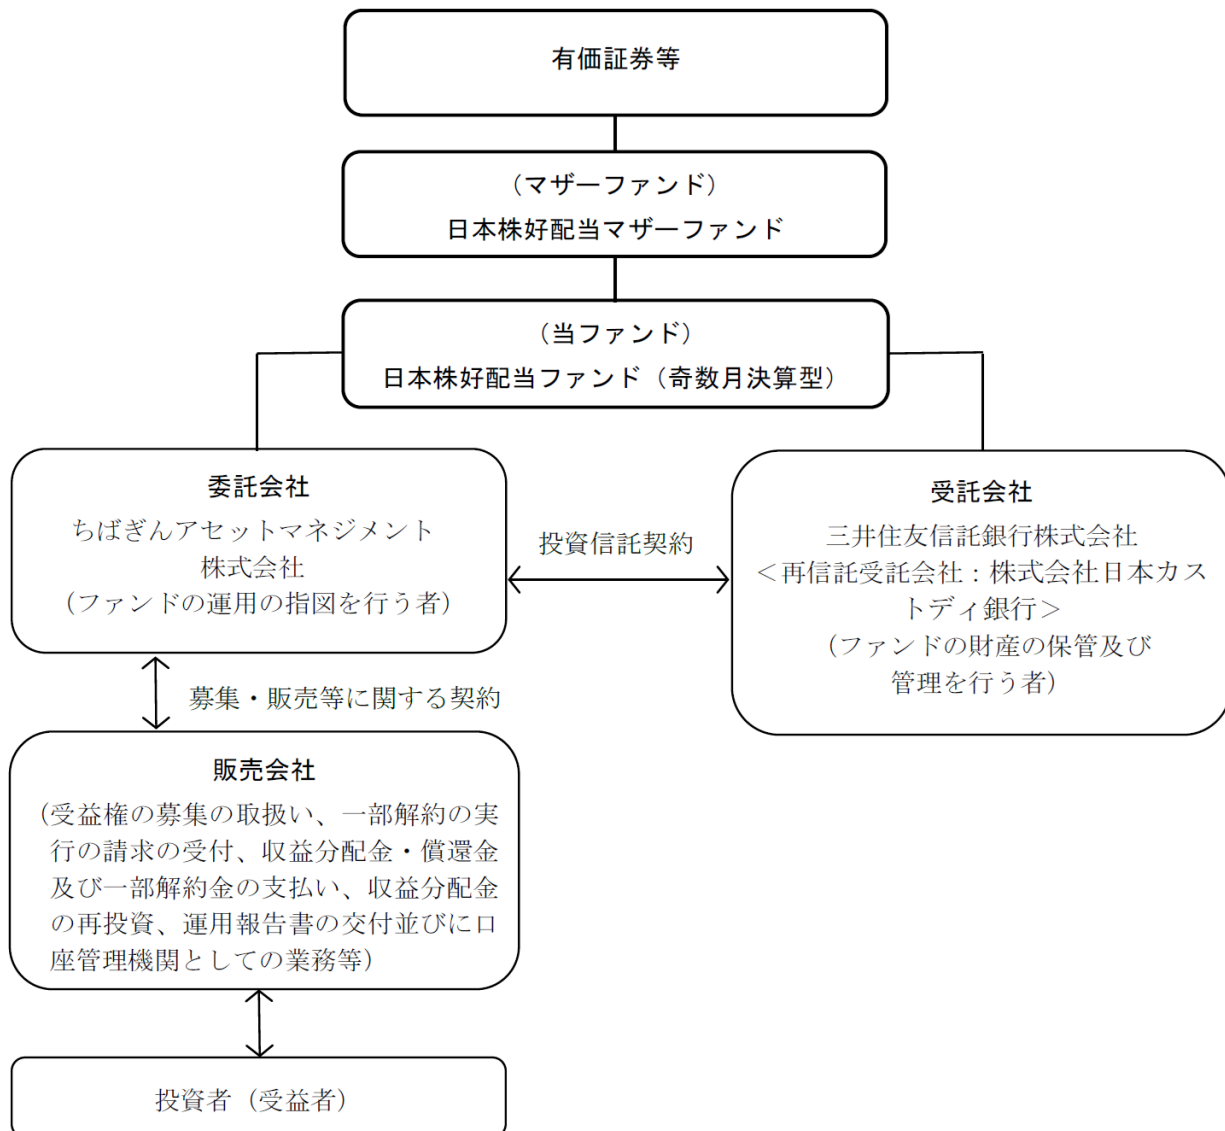 有価証券等
（マザーファンド）
日本株好配当マザーファンド
（当ファンド）
日本株好配当ファンド（奇数月決算型）
委託会社
ちばぎんアセットマネジメント
株式会社
（ファンドの運用の指図を行う者）
投資信託契約
受託会社
三井住友信託銀行株式会社
＜再信託受託会社：株式会社日本カス
トディ銀行＞
（ファンドの財産の保管及び
管理を行う者）
募集・販売等に関する契約
販売会社
（受益権の募集の取扱い、一部解約の実
行の請求の受付、収益分配金・償還金
及び一部解約金の支払い、収益分配金
の再投資、運用報告書の交付並びに口
座管理機関としての業務等）
投資者（受益者）